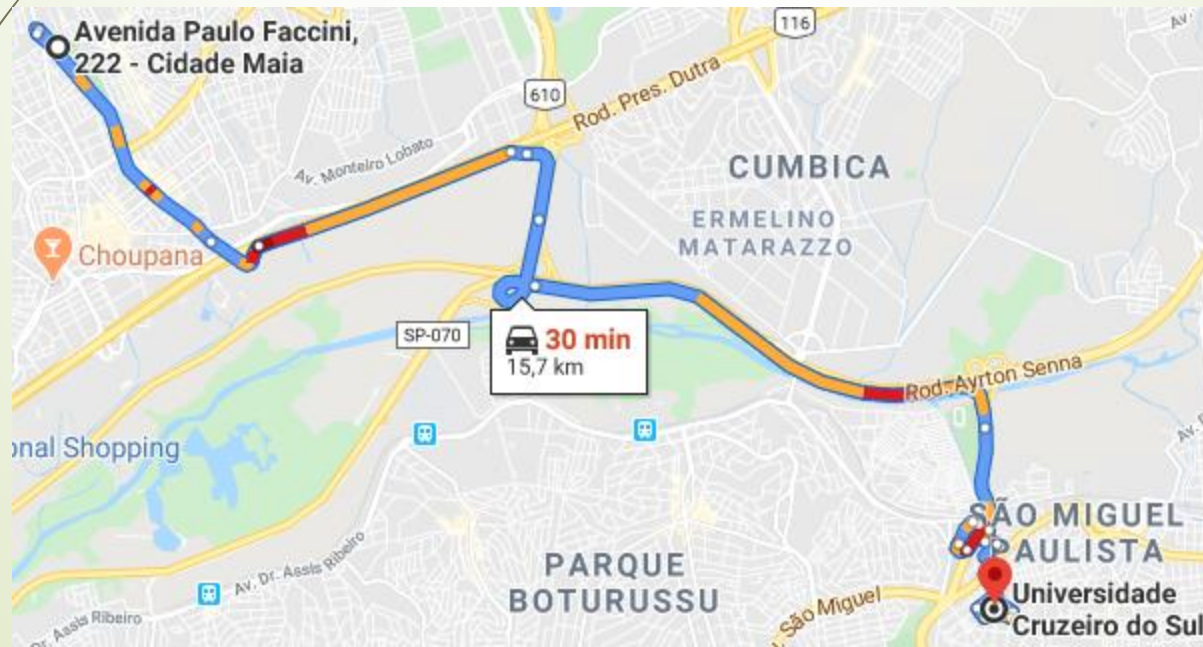 Avenida Paulo Faccini,
222 - Cidade Maia
116
Av.
610
Rod. Pres. Dutra
Av. Monteiro Lobato
CUMBICA
ERMELINO
MATARAZZO
Choupana
SP-070
30 min
15,7 km
Rod. Ayrton Senna
onal Shopping
Av.
SÃO MIGUEL
PAULISTA
PARQUE
BOTURUSSU
Av. Dr. Assis Ribeiro
Dr. Assis Ribeiro
São Miguel
Universidade
Cruzeiro do Sul